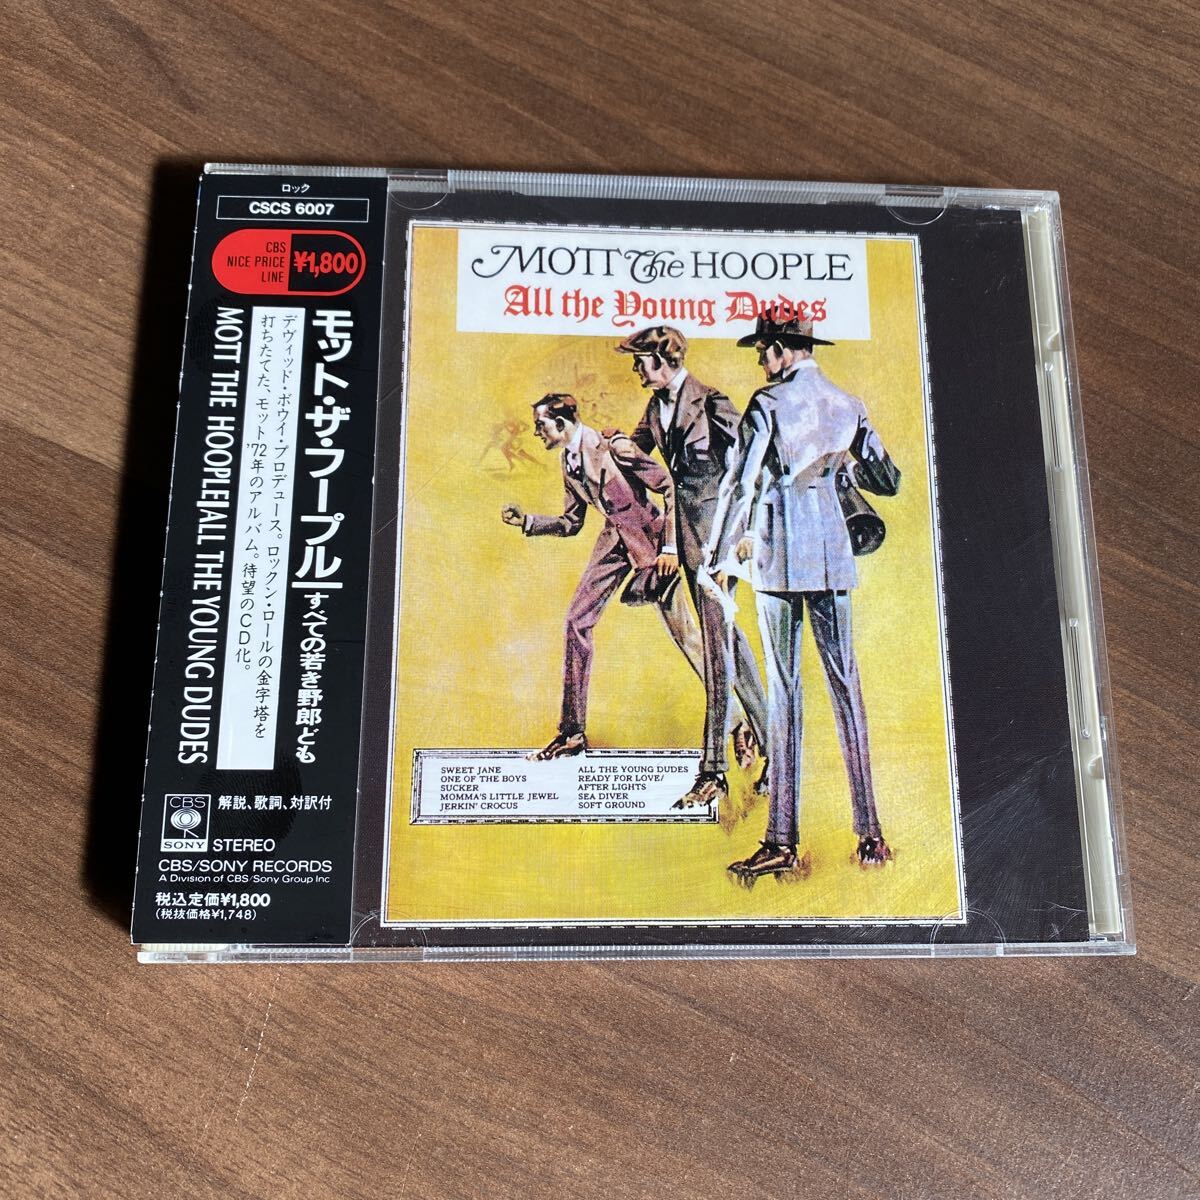 ロック
CSCS 6007
CBS
NICE PRICE
LINE
¥1,800
モット・ザ・フープル
すべての若き野郎ども
デヴィッド・ボウイ・プロデュース。ロックン・ロールの金字塔を
打ちたてた、モット'72年のアルバム。待望のCD化。
MOTT THE HOOPLE/ALL THE YOUNG DUDES
CBS
SONY
解説、歌詞、対訳付
STEREO
CBS/SONY RECORDS
A Division of CBS/Sony Group Inc
税込定価¥1,800
(税抜価格¥1,748)
MOTT The HOOPLE
All the Young Dudes
SWEET JANE
ONE OF THE BOYS
SUCKER
MOMMA'S LITTLE JEWEL
JERKIN' CROCUS
ALL THE YOUNG DUDES
READY FOR LOVE/
AFTER LIGHTS
SEA DIVER
SOFT GROUND